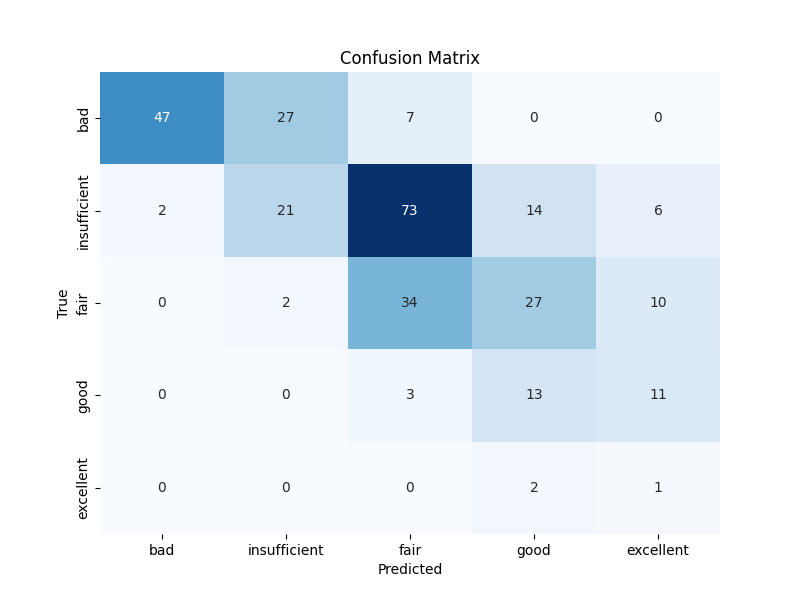 Confusion Matrix
True
bad 47 27 7 0 0
insufficient 2 21 73 14 6
fair 0 2 34 27 10
good 0 0 3 13 11
excellent 0 0 0 2 1
bad insufficient fair good excellent
Predicted